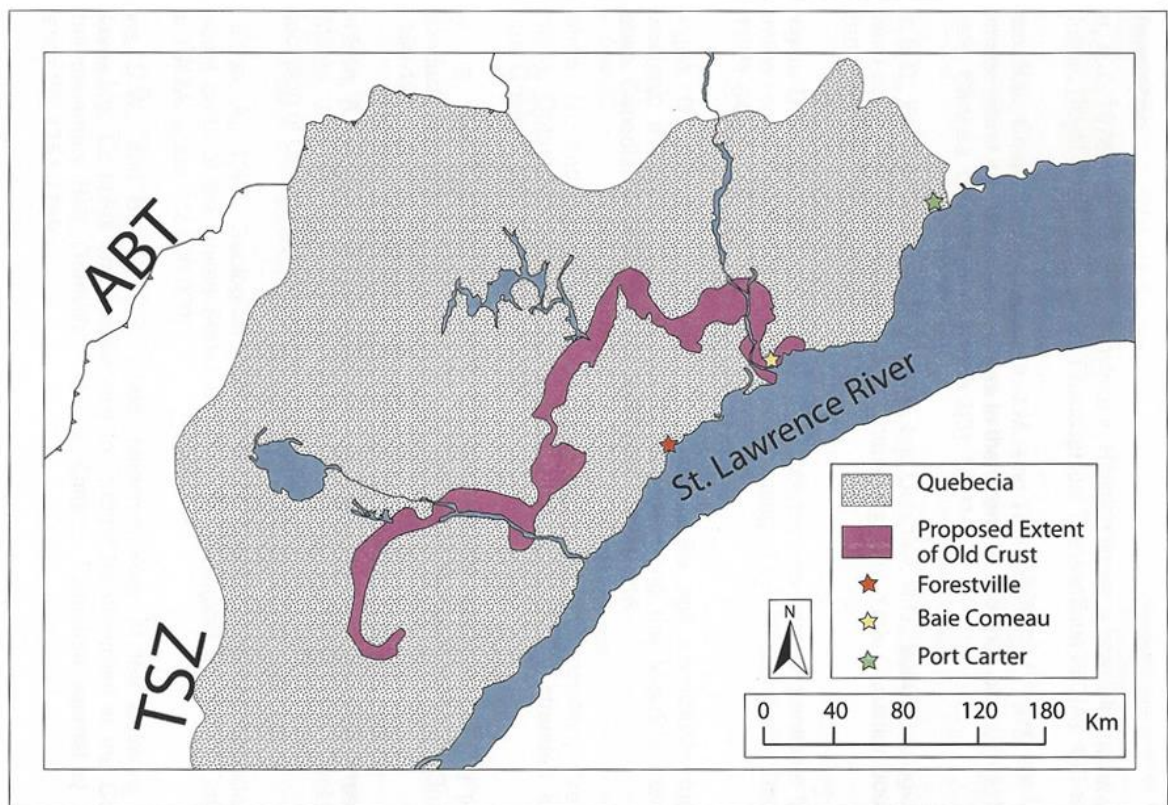 ABT
TSZ
St. Lawrence River
Quebecia
Proposed Extent
of Old Crust
Forestville
Baie Comeau
Port Carter
N
0 40 80 120 180 Km